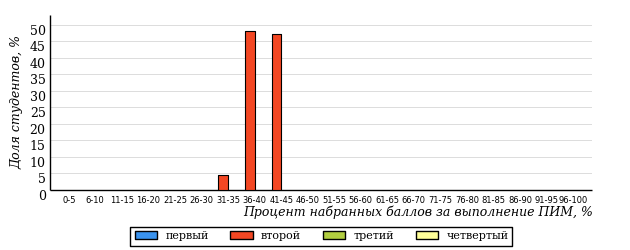 Доля студентов, %
50
45
40
35
30
25
20
15
10
5
0
0-5 6-10 11-15 16-20 21-25 26-30 31-35 36-40 41-45 46-50 51-55 56-60 61-65 66-70 71-75 76-80 81-85 86-90 91-95 96-100
Процент набранных баллов за выполнение ПИМ, %
первый второй третий четвертый